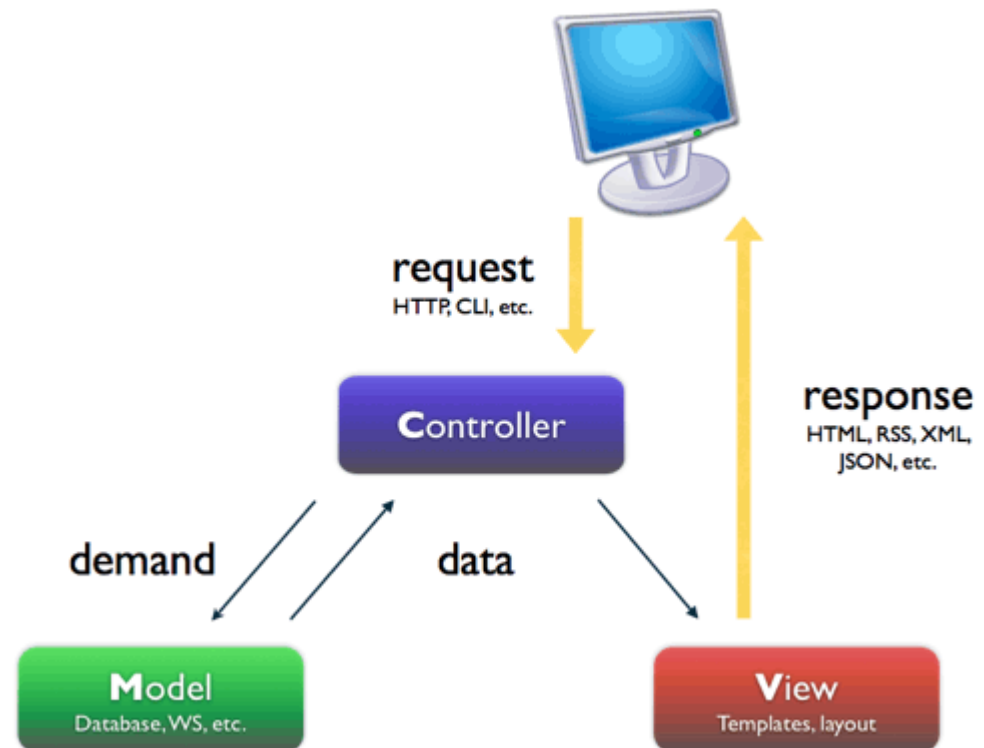 request
HTTP, CLI, etc.
Controller
response
HTML, RSS, XML,
JSON, etc.
demand
data
Model
Database, WS, etc.
View
Templates, layout